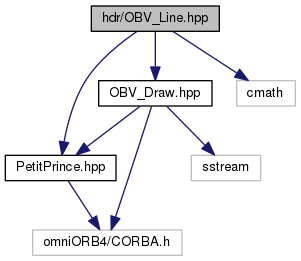 hdr/OBV_Line.hpp
OBV_Draw.hpp
cmath
PetitPrince.hpp
sstream
omniORB4/CORBA.h